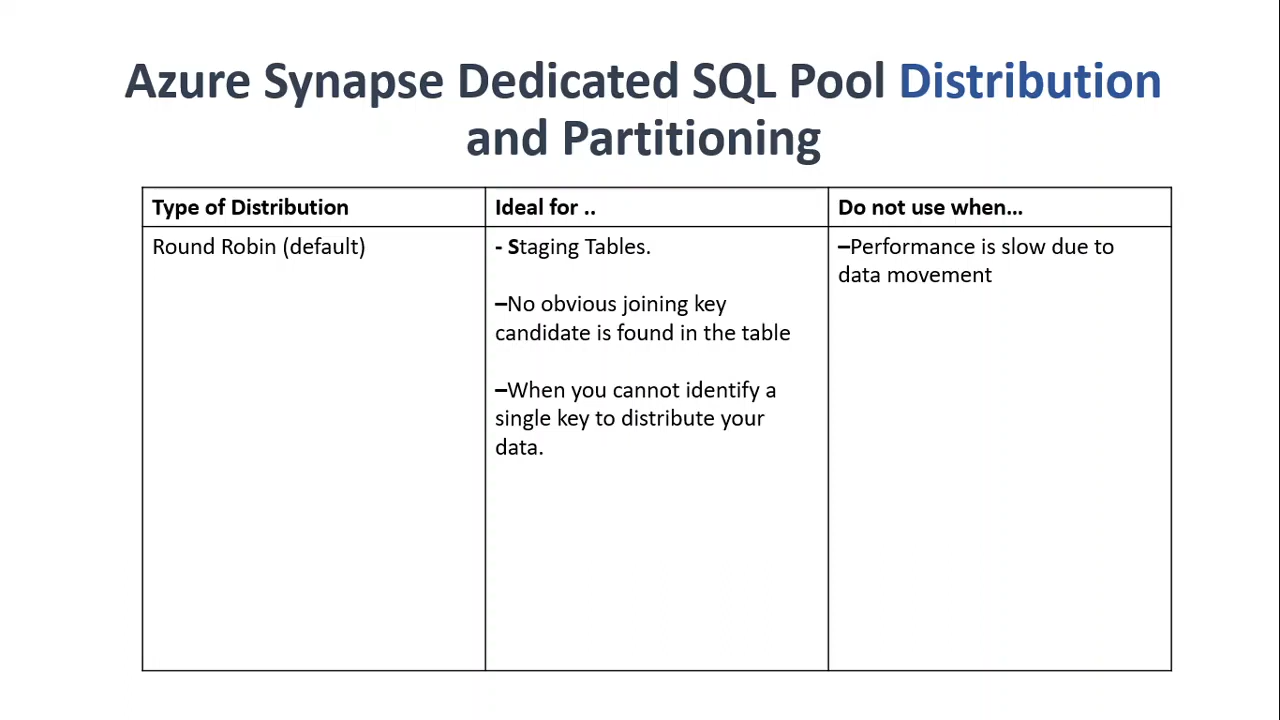 Azure Synapse Dedicated SQL Pool Distribution
and Partitioning
Type of Distribution
Ideal for ..
Do not use when...
Round Robin (default)
- Staging Tables.
–No obvious joining key
candidate is found in the table
–When you cannot identify a
single key to distribute your
data.
–Performance is slow due to
data movement